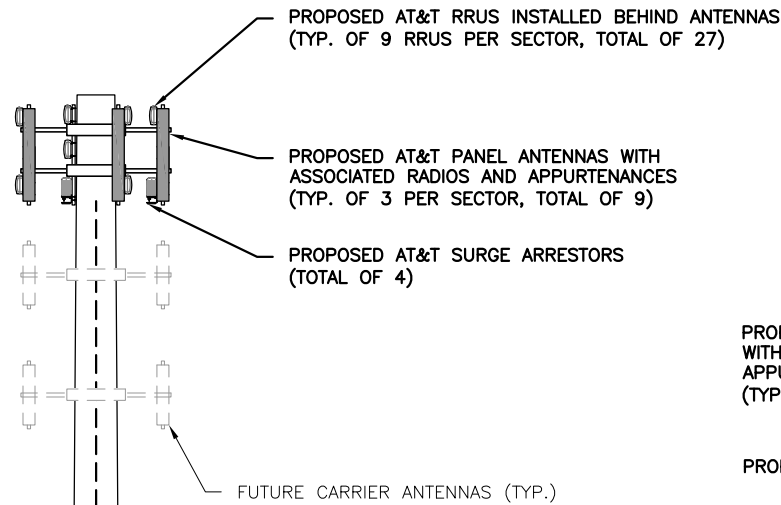 PROPOSED AT&T RRUS INSTALLED BEHIND ANTENNAS
(TYP. OF 9 RRUS PER SECTOR, TOTAL OF 27)
PROPOSED AT&T PANEL ANTENNAS WITH
ASSOCIATED RADIOS AND APPURTENANCES
(TYP. OF 3 PER SECTOR, TOTAL OF 9)
PROPOSED AT&T SURGE ARRESTORS
(TOTAL OF 4)
FUTURE CARRIER ANTENNAS (TYP.)
WITH
(TYP